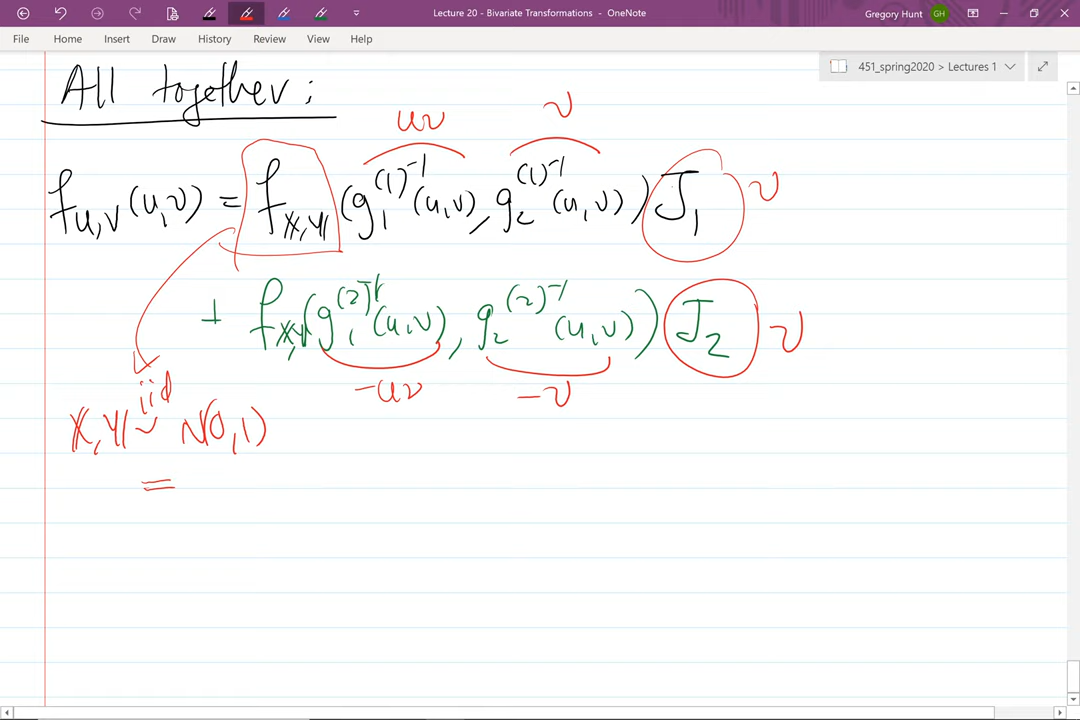 Lecture 20 - Bivariate Transformations - OneNote
Gregory Hunt GH
File Home Insert Draw History Review View Help
451_spring2020 > Lectures 1
All together:
uv v
f_{U,V}(u,v) = f_{X,Y}(g_1^{(1)-1}(u,v), g_2^{(1)-1}(u,v)) J_1 v
+ f_{X,Y}(g_1^{(2)-1}(u,v), g_2^{(2)-1}(u,v)) J_2 v
-uv -v
iid
X,Y ~ N(0,1)
=